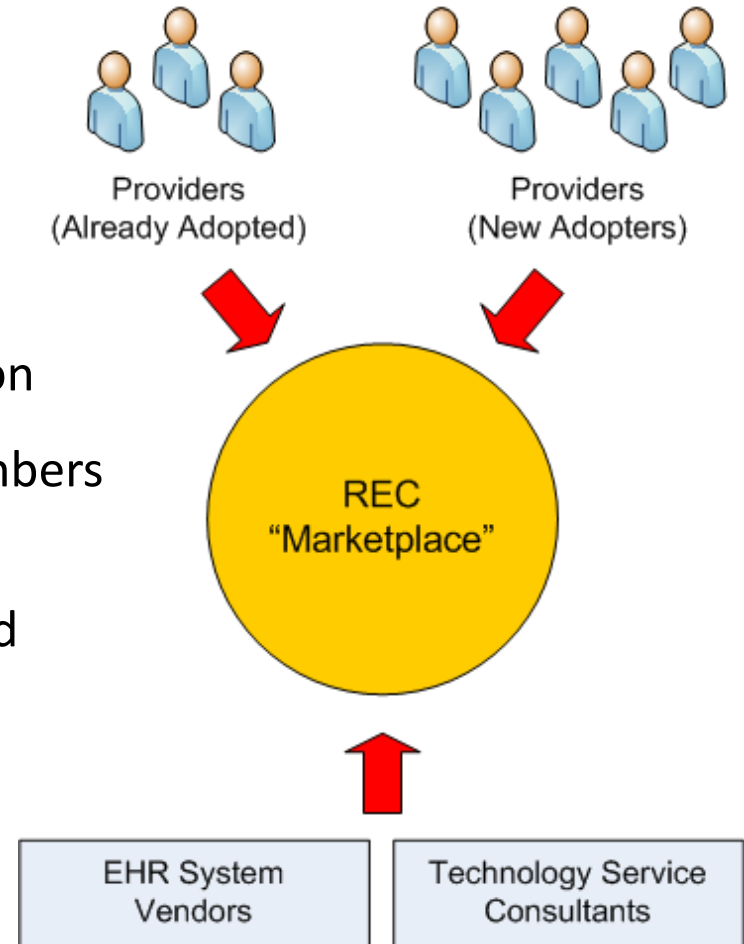 Providers
(Already Adopted)
Providers
(New Adopters)
on
nbers
REC
“Marketplace”
d
EHR System
Vendors
Technology Service
Consultants